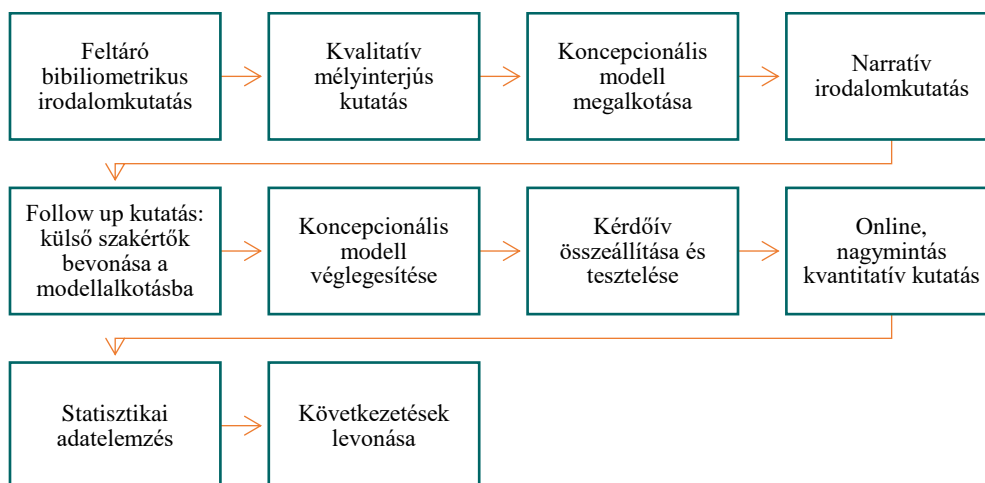 Feltáró
bibiliometrikus
irodalomkutatás
Kvalitatív
mélyinterjús
kutatás
Koncepcionális
modell
megalkotása
Narratív
irodalomkutatás
Follow up kutatás:
külső szakértők
bevonása a
modellalkotásba
Koncepcionális
modell
véglegesítése
Kérdőív
összeállítása és
tesztelése
Online,
nagymintás
kvantitatív kutatás
Statisztikai
adatelemzés
Következetések
levonása